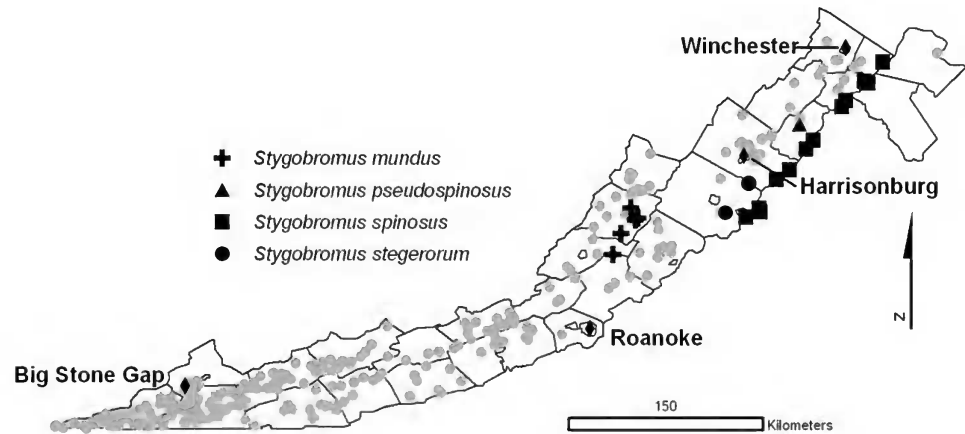 Winchester
Stygobromus mundus
Stygobromus pseudospinosus
Stygobromus spinosus
Stygobromus stegerorum
Harrisonburg
N
Roanoke
Big Stone Gap
150
Kilometers